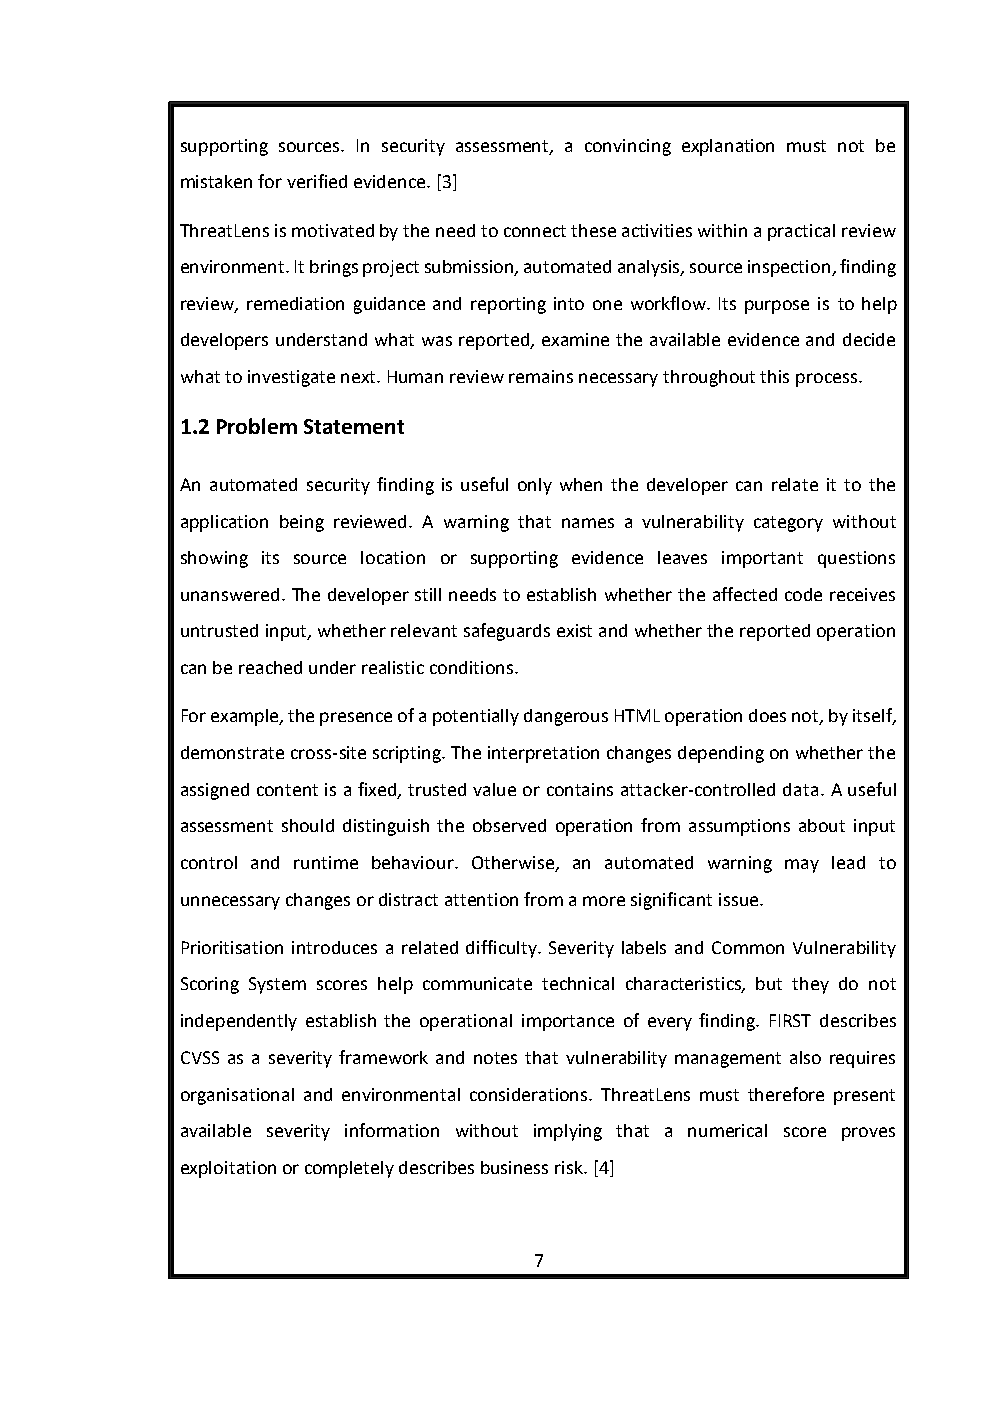 supporting sources. In security assessment, a convincing explanation must not be
mistaken for verified evidence. [3]
ThreatLens is motivated by the need to connect these activities within a practical review
environment. It brings project submission, automated analysis, source inspection, finding
review, remediation guidance and reporting into one workflow. Its purpose is to help
developers understand what was reported, examine the available evidence and decide
what to investigate next. Human review remains necessary throughout this process.
1.2 Problem Statement
An automated security finding is useful only when the developer can relate it to the
application being reviewed. A warning that names a vulnerability category without
showing its source location or supporting evidence leaves important questions
unanswered. The developer still needs to establish whether the affected code receives
untrusted input, whether relevant safeguards exist and whether the reported operation
can be reached under realistic conditions.
For example, the presence of a potentially dangerous HTML operation does not, by itself,
demonstrate cross-site scripting. The interpretation changes depending on whether the
assigned content is a fixed, trusted value or contains attacker-controlled data. A useful
assessment should distinguish the observed operation from assumptions about input
control and runtime behaviour. Otherwise, an automated warning may lead to
unnecessary changes or distract attention from a more significant issue.
Prioritisation introduces a related difficulty. Severity labels and Common Vulnerability
Scoring System scores help communicate technical characteristics, but they do not
independently establish the operational importance of every finding. FIRST describes
CVSS as a severity framework and notes that vulnerability management also requires
organisational and environmental considerations. ThreatLens must therefore present
available severity information without implying that a numerical score proves
exploitation or completely describes business risk. [4]
7